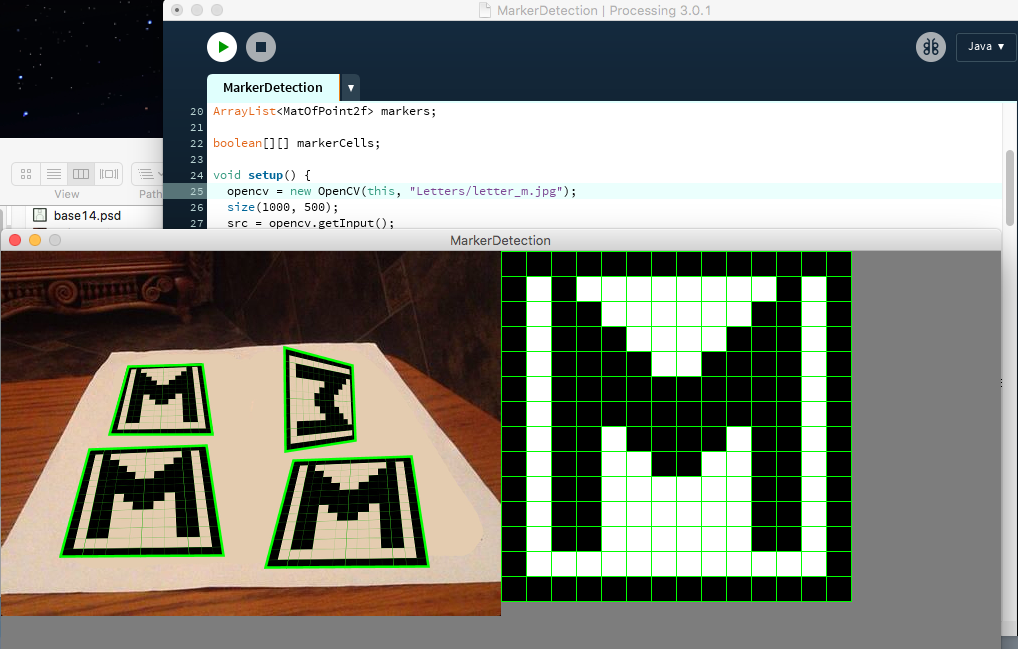 MarkerDetection | Processing 3.0.1
Java ▼
MarkerDetection ▼
20 ArrayList<MatOfPoint2f> markers;
21
22 boolean[][] markerCells;
23
24 void setup() {
25 opencv = new OpenCV(this, "Letters/letter_m.jpg");
26 size(1000, 500);
27 src = opencv.getInput();
View
Path
base14.psd
MarkerDetection
M M
M M
M